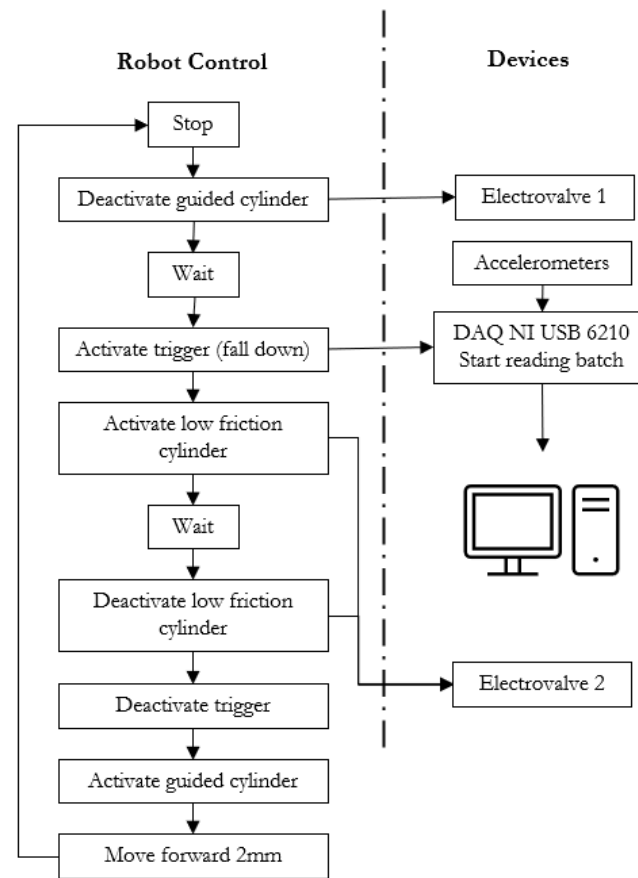 Robot Control
Devices
Stop
Deactivate guided cylinder
Electrovalve 1
Wait
Accelerometers
Activate trigger (fall down)
DAQ NI USB 6210
Start reading batch
Activate low friction
cylinder
Wait
Deactivate low friction
cylinder
Electrovalve 2
Deactivate trigger
Activate guided cylinder
Move forward 2mm